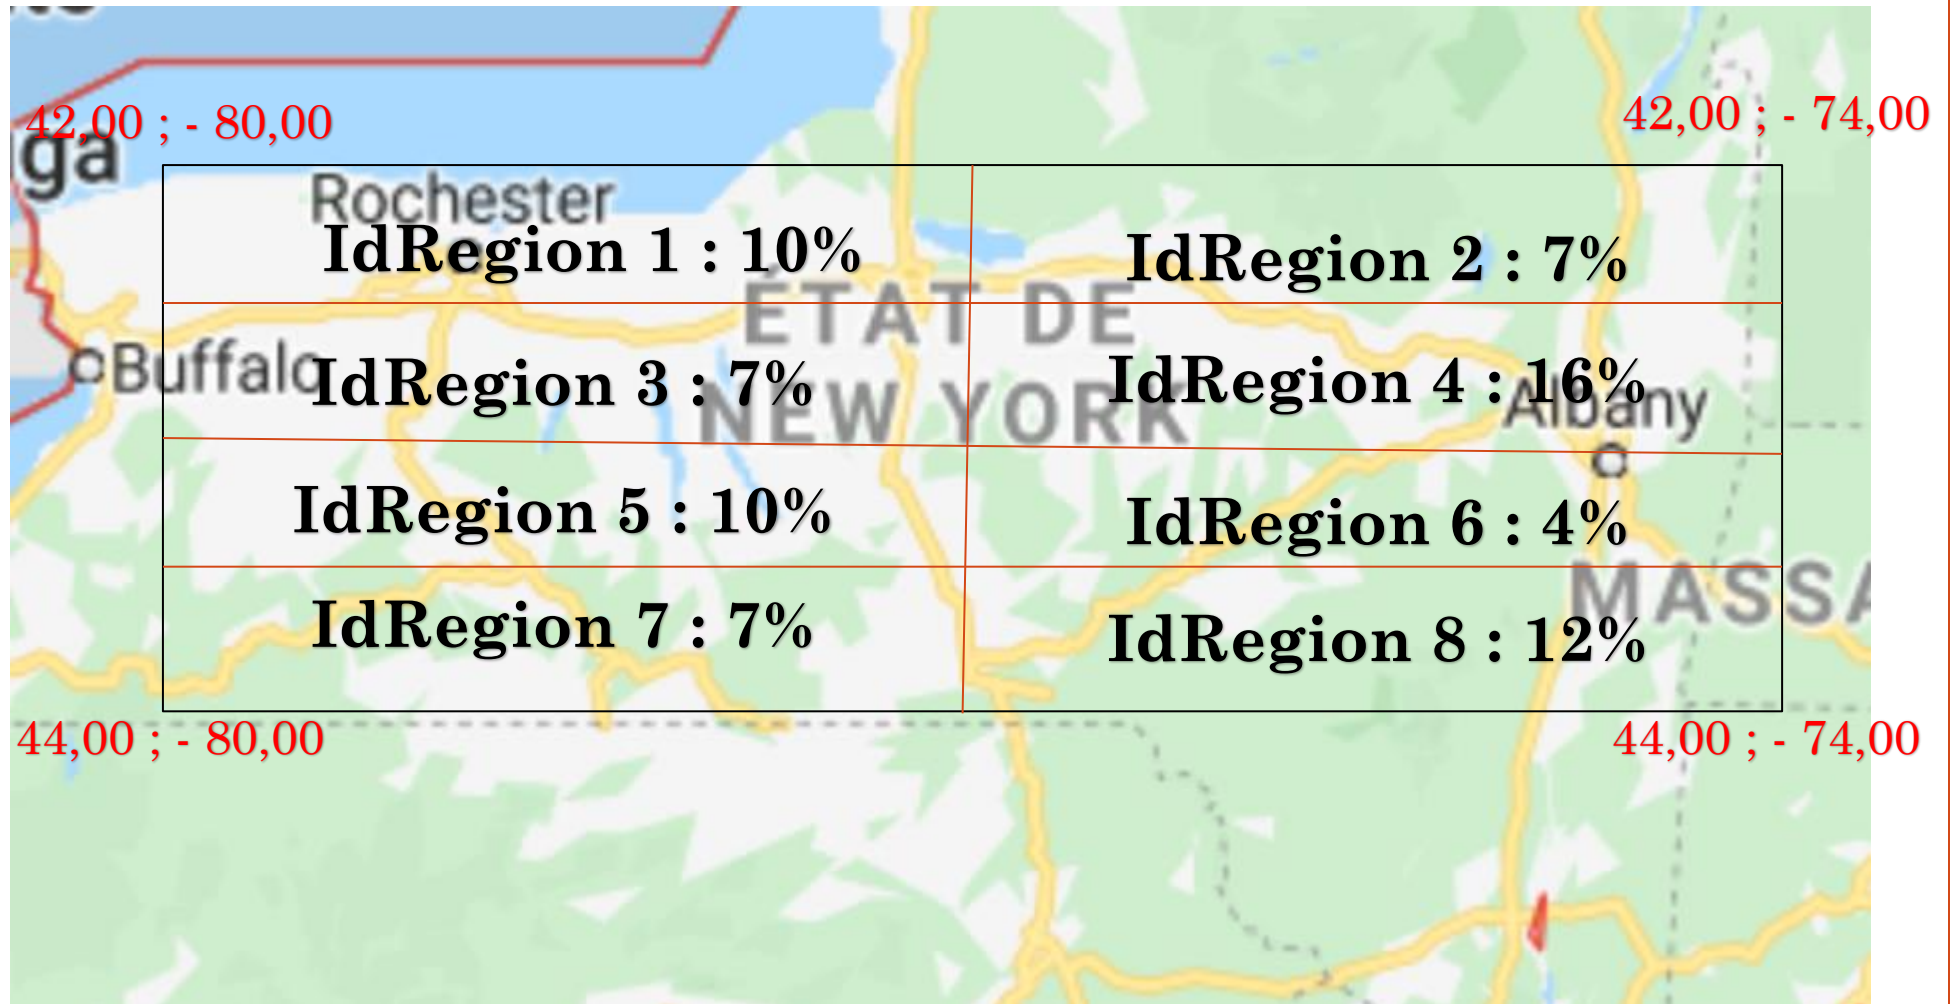 42,00 ; - 80,00
42,00 ; - 74,00
ga
Rochester
IdRegion 1 : 10%
IdRegion 2 : 7%
ÉTAT DE
NEW YORK
Buffalo
IdRegion 3 : 7%
IdRegion 4 : 16%
Albany
IdRegion 5 : 10%
IdRegion 6 : 4%
MASSA
IdRegion 7 : 7%
IdRegion 8 : 12%
44,00 ; - 80,00
44,00 ; - 74,00